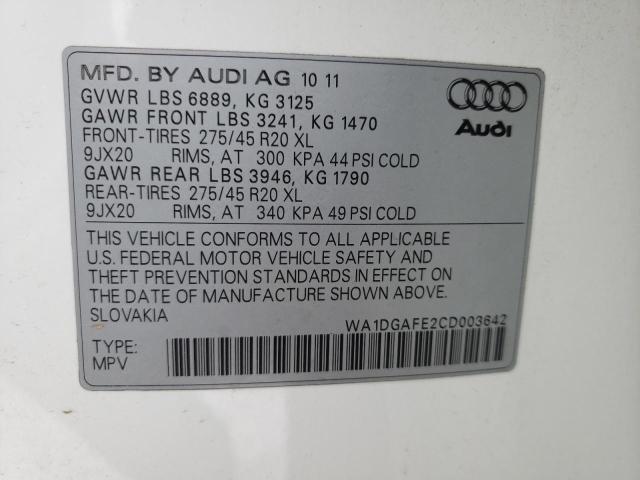 MFD. BY AUDI AG 10 11
GVWR LBS 6889, KG 3125
GAWR FRONT LBS 3241, KG 1470
FRONT-TIRES 275/45 R20 XL
9JX20 RIMS, AT 300 KPA 44 PSI COLD
GAWR REAR LBS 3946, KG 1790
REAR-TIRES 275/45 R20 XL
9JX20 RIMS, AT 340 KPA 49 PSI COLD
Audi
THIS VEHICLE CONFORMS TO ALL APPLICABLE
U.S. FEDERAL MOTOR VEHICLE SAFETY AND
THEFT PREVENTION STANDARDS IN EFFECT ON
THE DATE OF MANUFACTURE SHOWN ABOVE.
SLOVAKIA
WA1DGAFE2CD003642
TYPE:
MPV